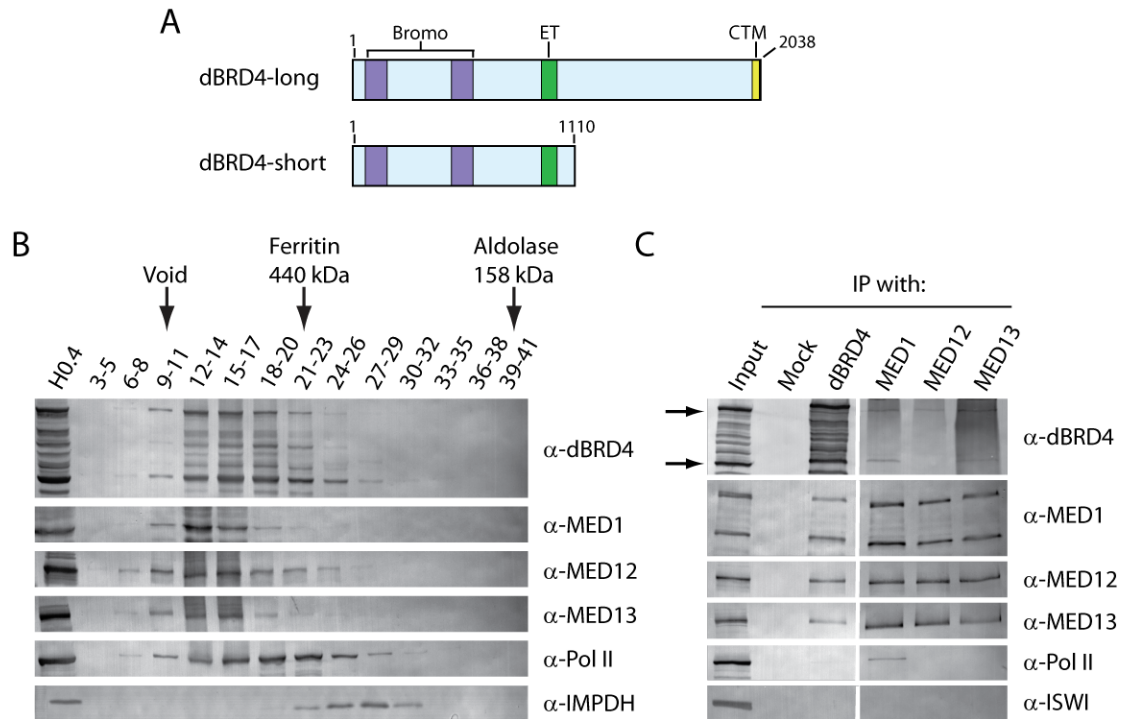 A
1
Bromo
ET
CTM
2038
dBRD4-long
1
1110
dBRD4-short
B
Void
Ferritin
440 kDa
Aldolase
158 kDa
H0.4
3-5
6-8
9-11
12-14
15-17
18-20
21-23
24-26
27-29
30-32
33-35
36-38
39-41
α-dBRD4
α-MED1
α-MED12
α-MED13
α-Pol II
α-IMPDH
C
IP with:
Input
Mock
dBRD4
MED1
MED12
MED13
α-dBRD4
α-MED1
α-MED12
α-MED13
α-Pol II
α-ISWI